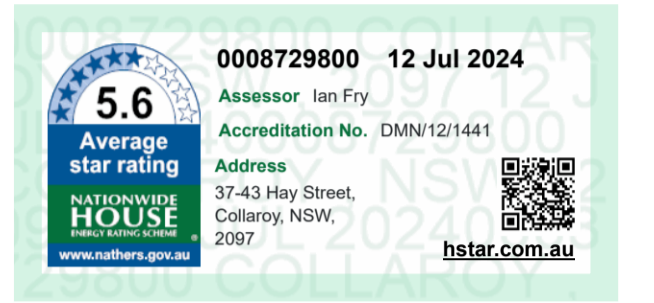 0008729800 12 Jul 2024
5.6
Average
star rating
NATIONWIDE
HOUSE
ENERGY RATING SCHEME ®
www.nathers.gov.au
Assessor Ian Fry
Accreditation No. DMN/12/1441
Address
37-43 Hay Street,
Collaroy, NSW,
2097
hstar.com.au